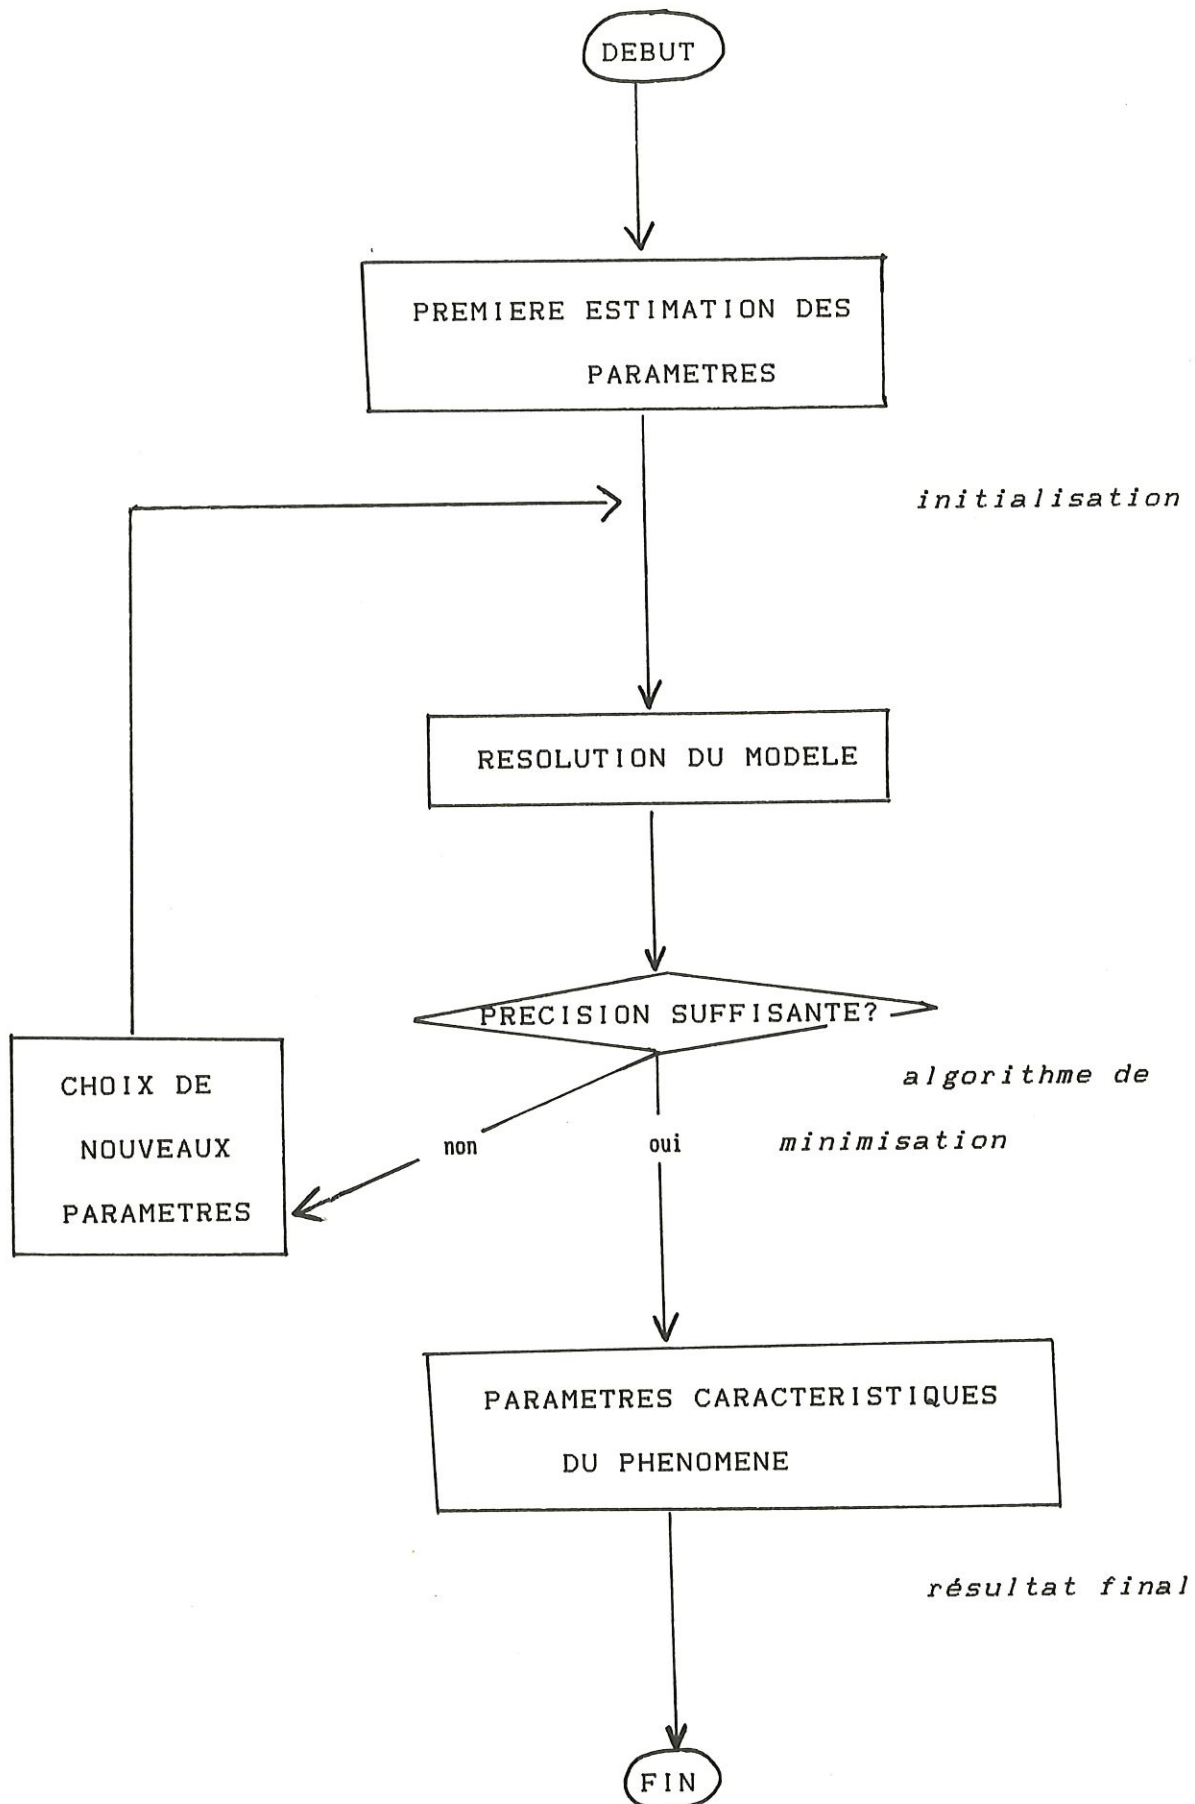 DEBUT
PREMIERE ESTIMATION DES
PARAMETRES
initialisation
RESOLUTION DU MODELE
PRECISION SUFFISANTE?
algorithme de
minimisation
non
oui
CHOIX DE
NOUVEAUX
PARAMETRES
PARAMETRES CARACTERISTIQUES
DU PHENOMENE
résultat final
FIN